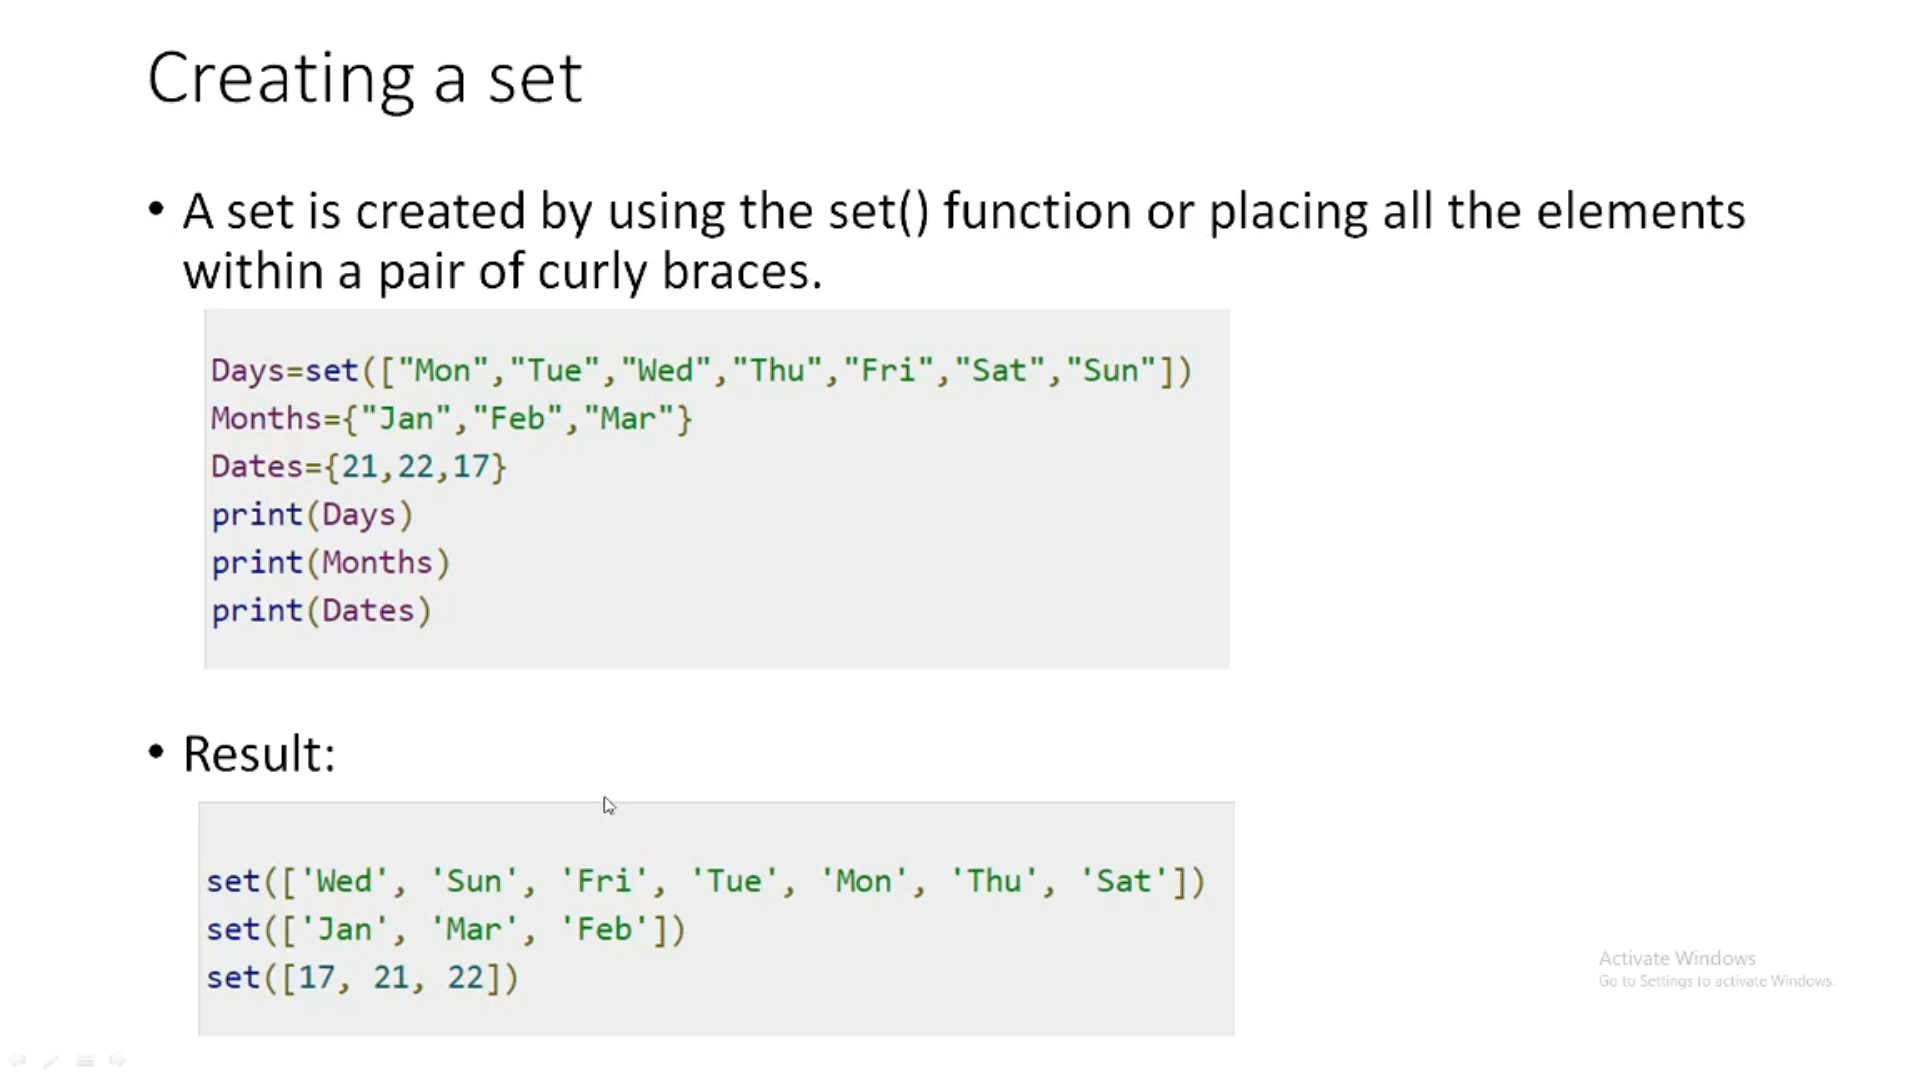 Creating a set
• A set is created by using the set() function or placing all the elements
within a pair of curly braces.
Days=set(["Mon","Tue","Wed","Thu","Fri","Sat","Sun"])
Months={"Jan","Feb","Mar"}
Dates={21,22,17}
print(Days)
print(Months)
print(Dates)
• Result:
set(['Wed', 'Sun', 'Fri', 'Tue', 'Mon', 'Thu', 'Sat'])
set(['Jan', 'Mar', 'Feb'])
set([17, 21, 22])
Activate Windows
Go to Settings to activate Windows.